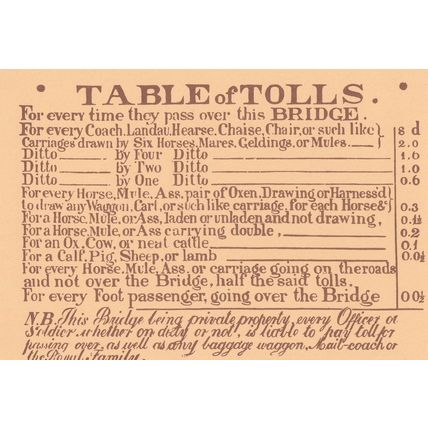 TABLE of TOLLS.
For every time they pass over this BRIDGE.
For every Coach, Landau, Hearse, Chaise, Chair, or such like } s d
Carriages drawn by Six Horses, Mares, Geldings, or Mules. 2.0
Ditto by Four Ditto 1.6
Ditto by Two Ditto 1.0
Ditto by One Ditto 0.6
For every Horse, Mule, Ass, pair of Oxen, Drawing or Harness'd
to draw any Waggon, Cart, or such like carriage, for each Horse &c } 0.3
For a Horse, Mule, or Ass, laden or unladen and not drawing,
For a Horse, Mule, or Ass carrying double, 0.2
For an Ox, Cow, or neat cattle 0.1
For a Calf, Pig, Sheep, or lamb
For every Horse, Mule, Ass, or carriage going on the roads
and not over the Bridge, half the said tolls.
For every Foot passenger, going over the Bridge 0 0½
N.B. This Bridge being private property, every Officer or
Soldier, whether on duty or not, is liable to pay toll for
passing over, as well as any baggage waggon, Mail-coach or
the Royal Family.